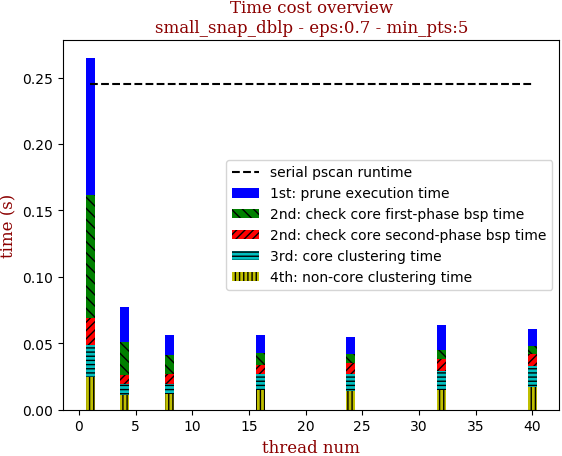 Time cost overview
small_snap_dblp - eps:0.7 - min_pts:5
time (s)
0.25
0.20
0.15
0.10
0.05
0.00
serial pscan runtime
1st: prune execution time
2nd: check core first-phase bsp time
2nd: check core second-phase bsp time
3rd: core clustering time
4th: non-core clustering time
0 5 10 15 20 25 30 35 40
thread num